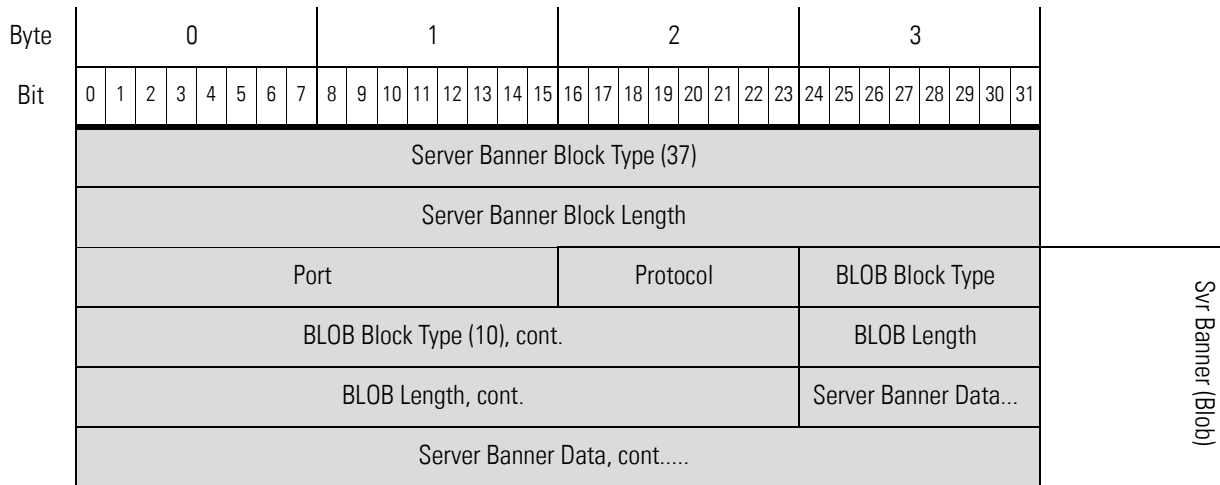 Byte 0 1 2 3
Bit 0 1 2 3 4 5 6 7 8 9 10 11 12 13 14 15 16 17 18 19 20 21 22 23 24 25 26 27 28 29 30 31
Server Banner Block Type (37)
Server Banner Block Length
Port Protocol BLOB Block Type
BLOB Block Type (10), cont. BLOB Length
BLOB Length, cont. Server Banner Data...
Server Banner Data, cont.....
Svr Banner (Blob)